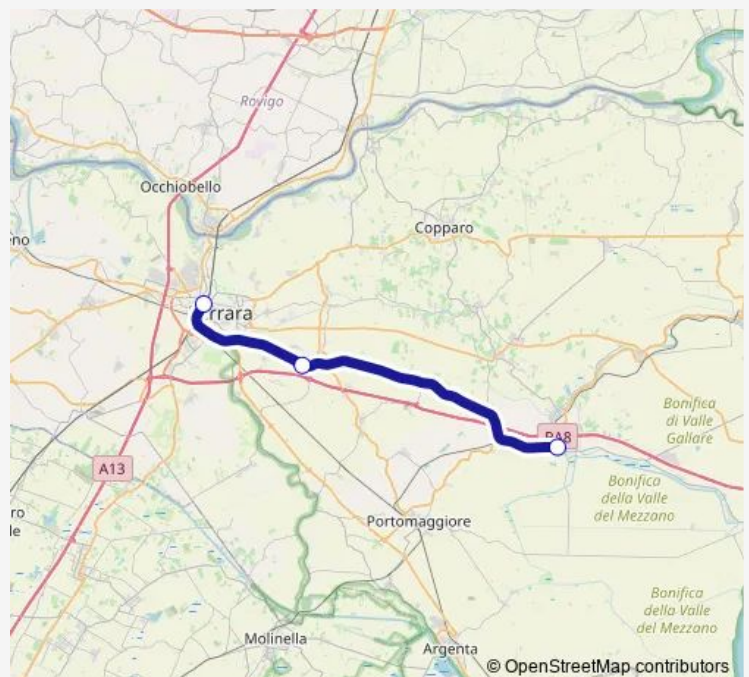 Rovigo
Occhiobello
Copparo
eno
rrara
Bonifica
di Valle
Gallare
RA8
A13
Bonifica
della Valle
del Mezzano
ro
le
Portomaggiore
Bonifica
della Valle
del Mezzano
Molinella
Argenta
© OpenStreetMap contributors